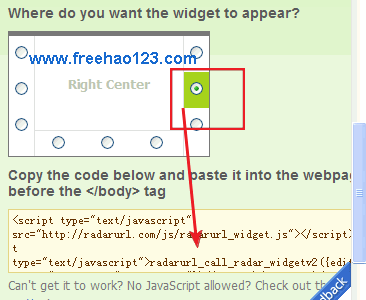 Where do you want the widget to appear?
www.freehao123.com
Right Center
Copy the code below and paste it into the webpag
before the </body> tag
<script type="text/javascript"
src="http://radarurl.com/js/radarurl_widget.js"></script>
t
type="text/javascript">radarurl_call_radar_widgetv2({edi
Can't get it to work? No JavaScript allowed? Check out th
dback